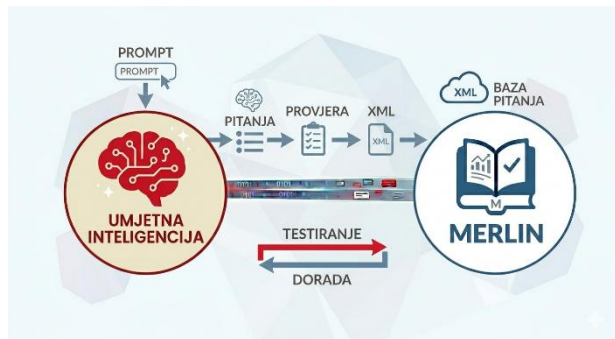 PROMPT
PROMPT
PITANJA
PROVJERA
XML
XML
XML
BAZA
PITANJA
UMJETNA
INTELIGENCIJA
M
MERLIN
TESTIRANJE
DORADA